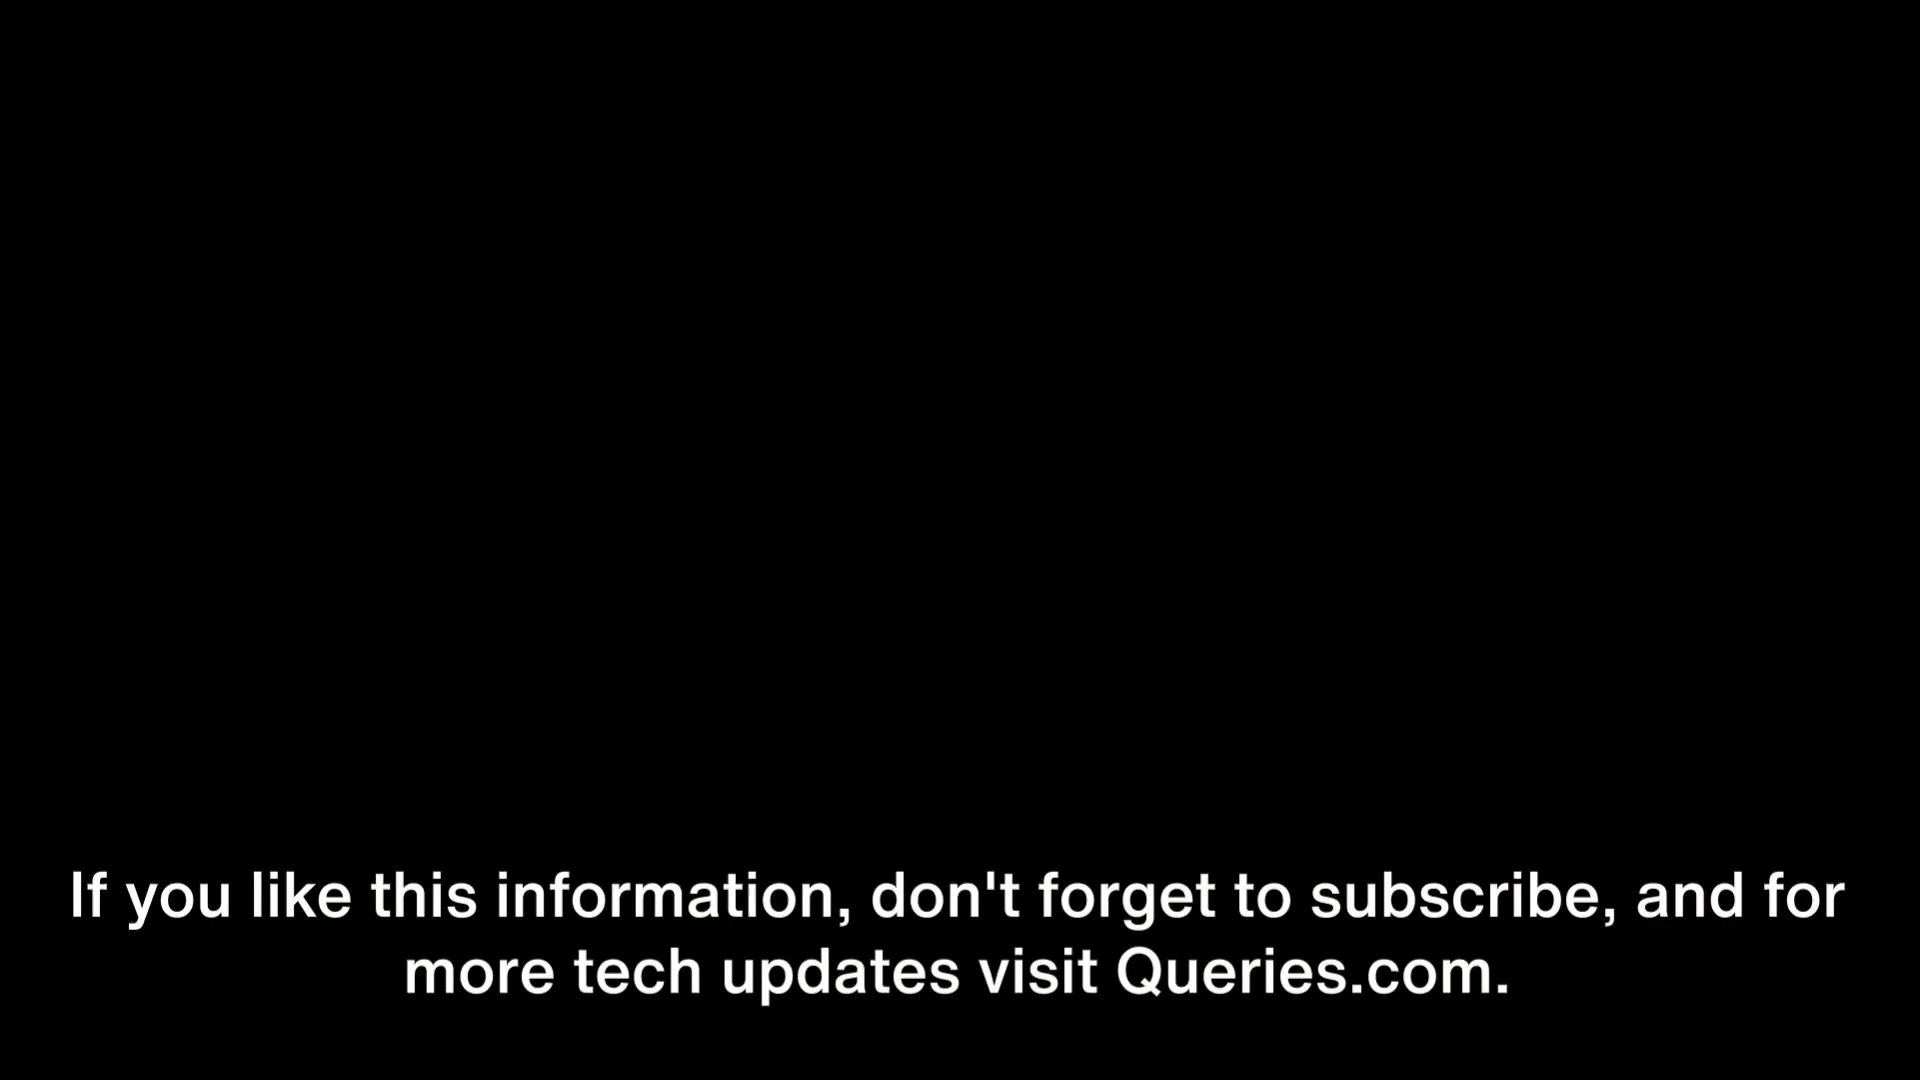 If you like this information, don't forget to subscribe, and for
more tech updates visit Queries.com.